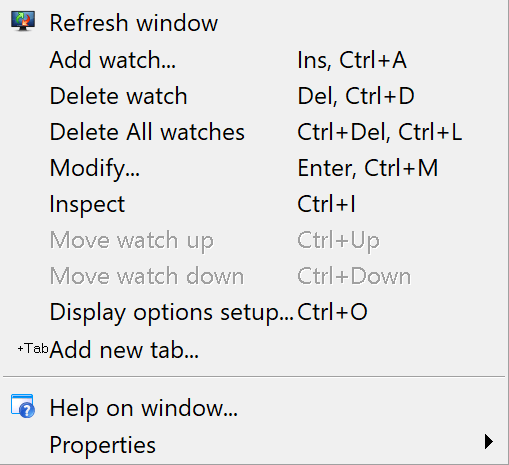 Refresh window
Add watch... Ins, Ctrl+A
Delete watch Del, Ctrl+D
Delete All watches Ctrl+Del, Ctrl+L
Modify... Enter, Ctrl+M
Inspect Ctrl+I
Move watch up Ctrl+Up
Move watch down Ctrl+Down
Display options setup... Ctrl+O
+Tab Add new tab...
Help on window...
Properties